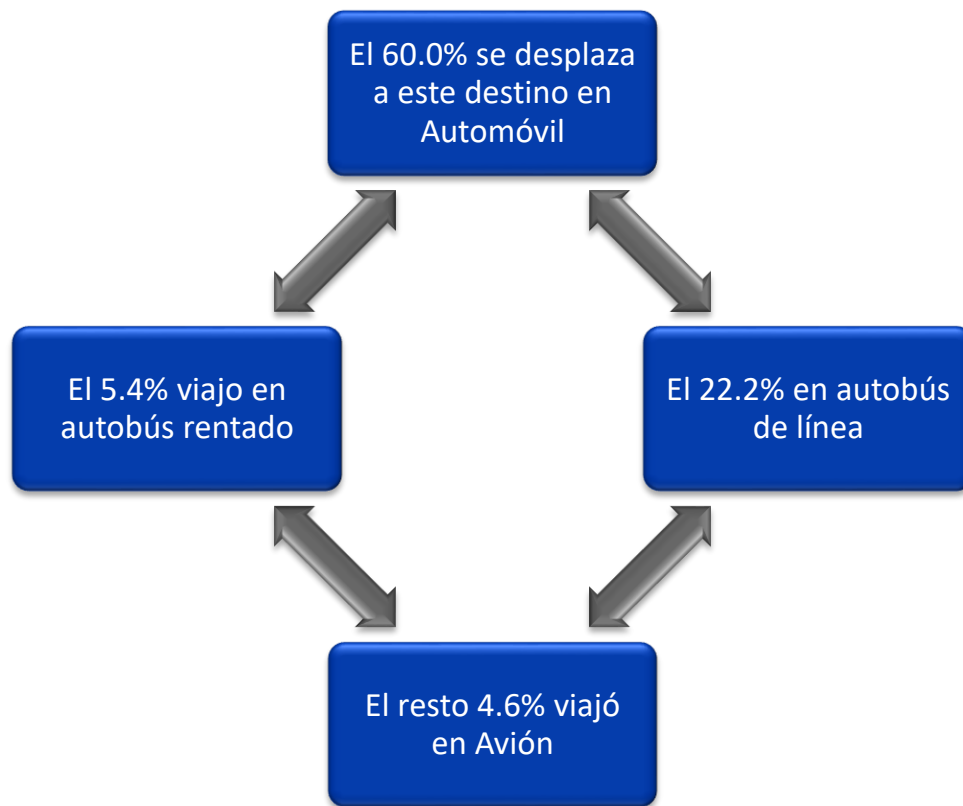 El 60.0% se desplaza
a este destino en
Automóvil
El 5.4% viajo en
autobús rentado
El 22.2% en autobús
de línea
El resto 4.6% viajó
en Avión